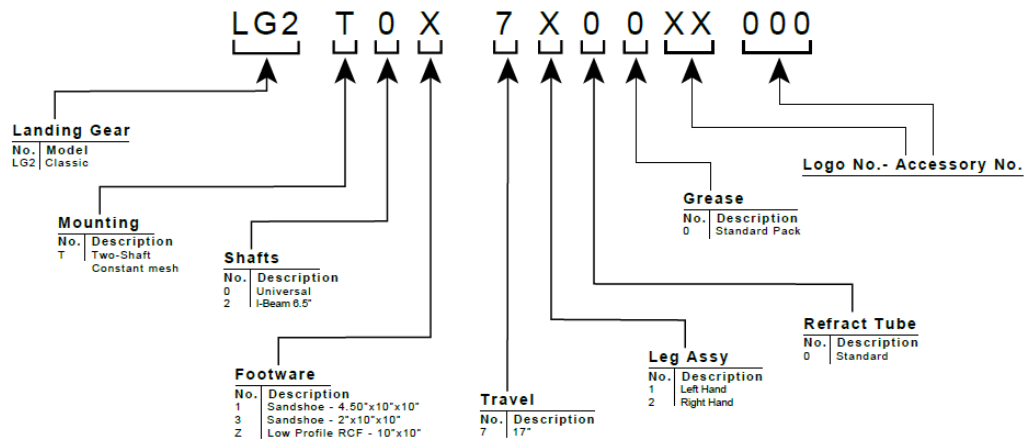 LG2 T 0 X 7 X 0 0 XX 000
Landing Gear
No. Model
LG2 Classic
Mounting
No. Description
T Two-Shaft
Constant mesh
Shafts
No. Description
0 Universal
2 I-Beam 6.5"
Footware
No. Description
1 Sandshoe - 4.50"x10"x10"
3 Sandshoe - 2"x10"x10"
Z Low Profile RCF - 10"x10"
Travel
No. Description
7 17"
Leg Assy
No. Description
1 Left Hand
2 Right Hand
Refract Tube
No. Description
0 Standard
Grease
No. Description
0 Standard Pack
Logo No.- Accessory No.